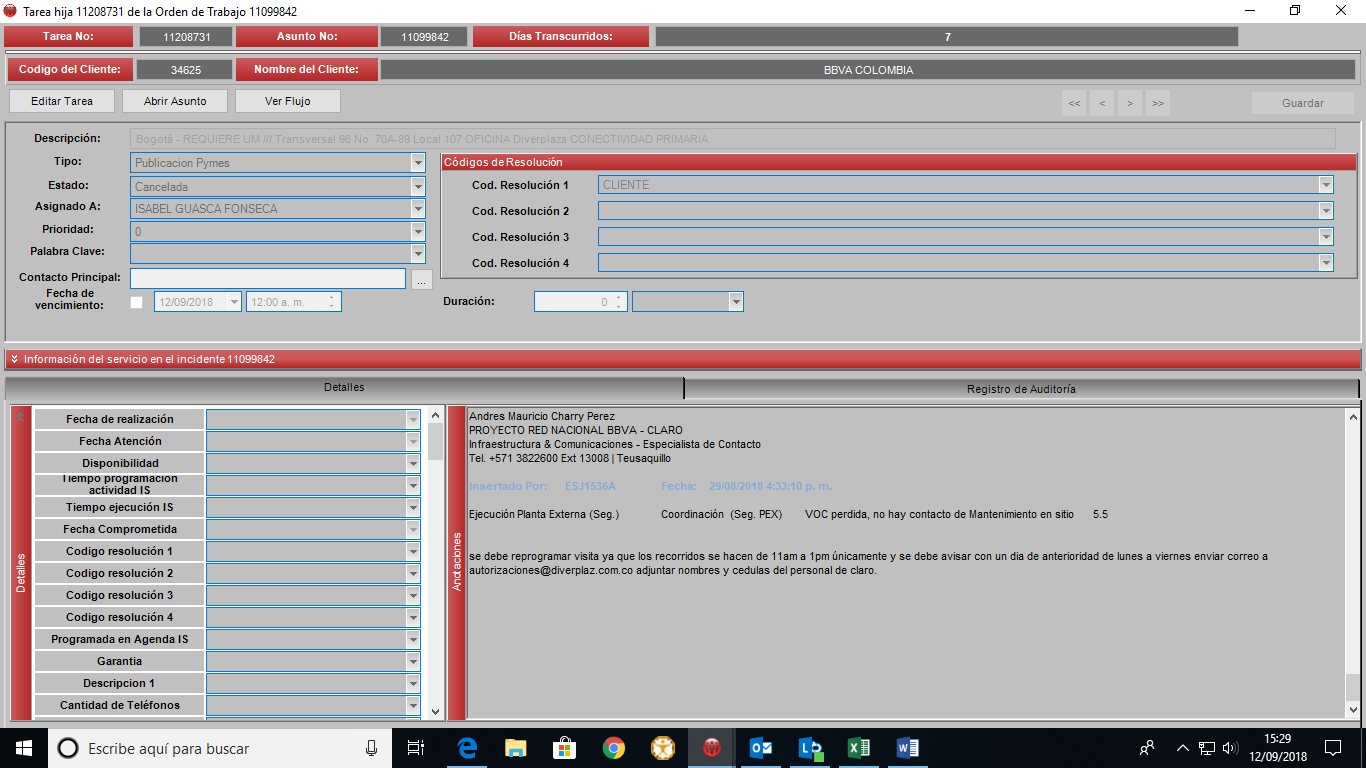 Tarea hija 11208731 de la Orden de Trabajo 11099842
Tarea No: 11208731 Asunto No: 11099842 Días Transcurridos: 7
Codigo del Cliente: 34625 Nombre del Cliente: BBVA COLOMBIA
Editar Tarea Abrir Asunto Ver Flujo << < > >> Guardar
Descripción: Bogotá - REQUIERE UM /// Transversal 96 No. 70A-89 Local 107 OFICINA Diverplaza CONECTIVIDAD PRIMARIA
Tipo: Publicacion Pymes
Estado: Cancelada
Asignado A: ISABEL GUASCA FONSECA
Prioridad: 0
Palabra Clave:
Contacto Principal: ...
Fecha de
vencimiento: 12/09/2018 12:00 a. m.
Códigos de Resolución
Cod. Resolución 1 CLIENTE
Cod. Resolución 2
Cod. Resolución 3
Cod. Resolución 4
Duración: 0
Información del servicio en el incidente 11099842
Detalles Registro de Auditoría
Detalles
Fecha de realización
Fecha Atención
Disponibilidad
Tiempo programación
actividad IS
Tiempo ejecución IS
Fecha Comprometida
Codigo resolución 1
Codigo resolución 2
Codigo resolución 3
Codigo resolución 4
Programada en Agenda IS
Garantia
Descripcion 1
Cantidad de Teléfonos
Anotaciones
Andres Mauricio Charry Perez
PROYECTO RED NACIONAL BBVA - CLARO
Infraestructura & Comunicaciones - Especialista de Contacto
Tel. +571 3822600 Ext 13008 | Teusaquillo
Insertado Por: ESJ1536A Fecha: 29/08/2018 4:33:10 p. m.
Ejecución Planta Externa (Seg.) Coordinación (Seg. PEX) VOC perdida, no hay contacto de Mantenimiento en sitio 5.5
se debe reprogramar visita ya que los recorridos se hacen de 11am a 1pm únicamente y se debe avisar con un dia de anterioridad de lunes a viernes enviar correo a
autorizaciones@diverplaz.com.co adjuntar nombres y cedulas del personal de claro.
Escribe aquí para buscar
15:29
12/09/2018